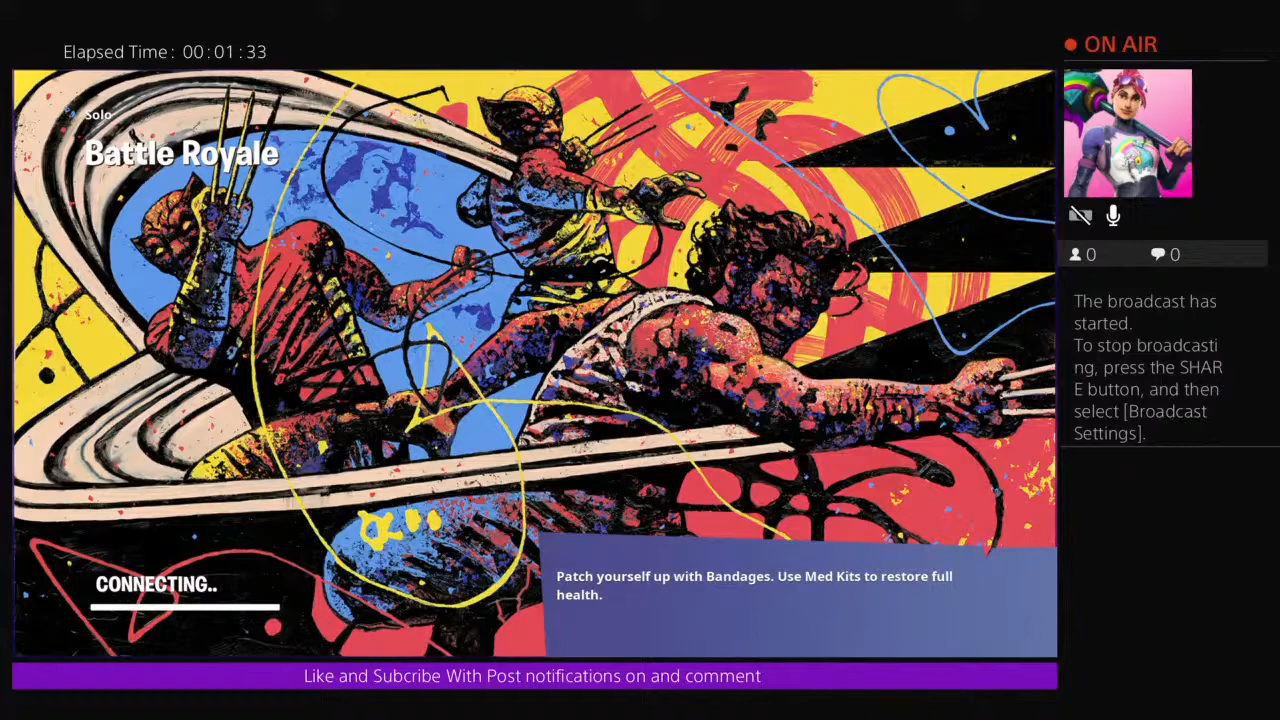 Elapsed Time: 00:01:33
ON AIR
Solo
Battle Royale
0
0
The broadcast has
started.
To stop broadcasti
ng, press the SHAR
E button, and then
select [Broadcast
Settings].
CONNECTING..
Patch yourself up with Bandages. Use Med Kits to restore full
health.
Like and Subcribe With Post notifications on and comment